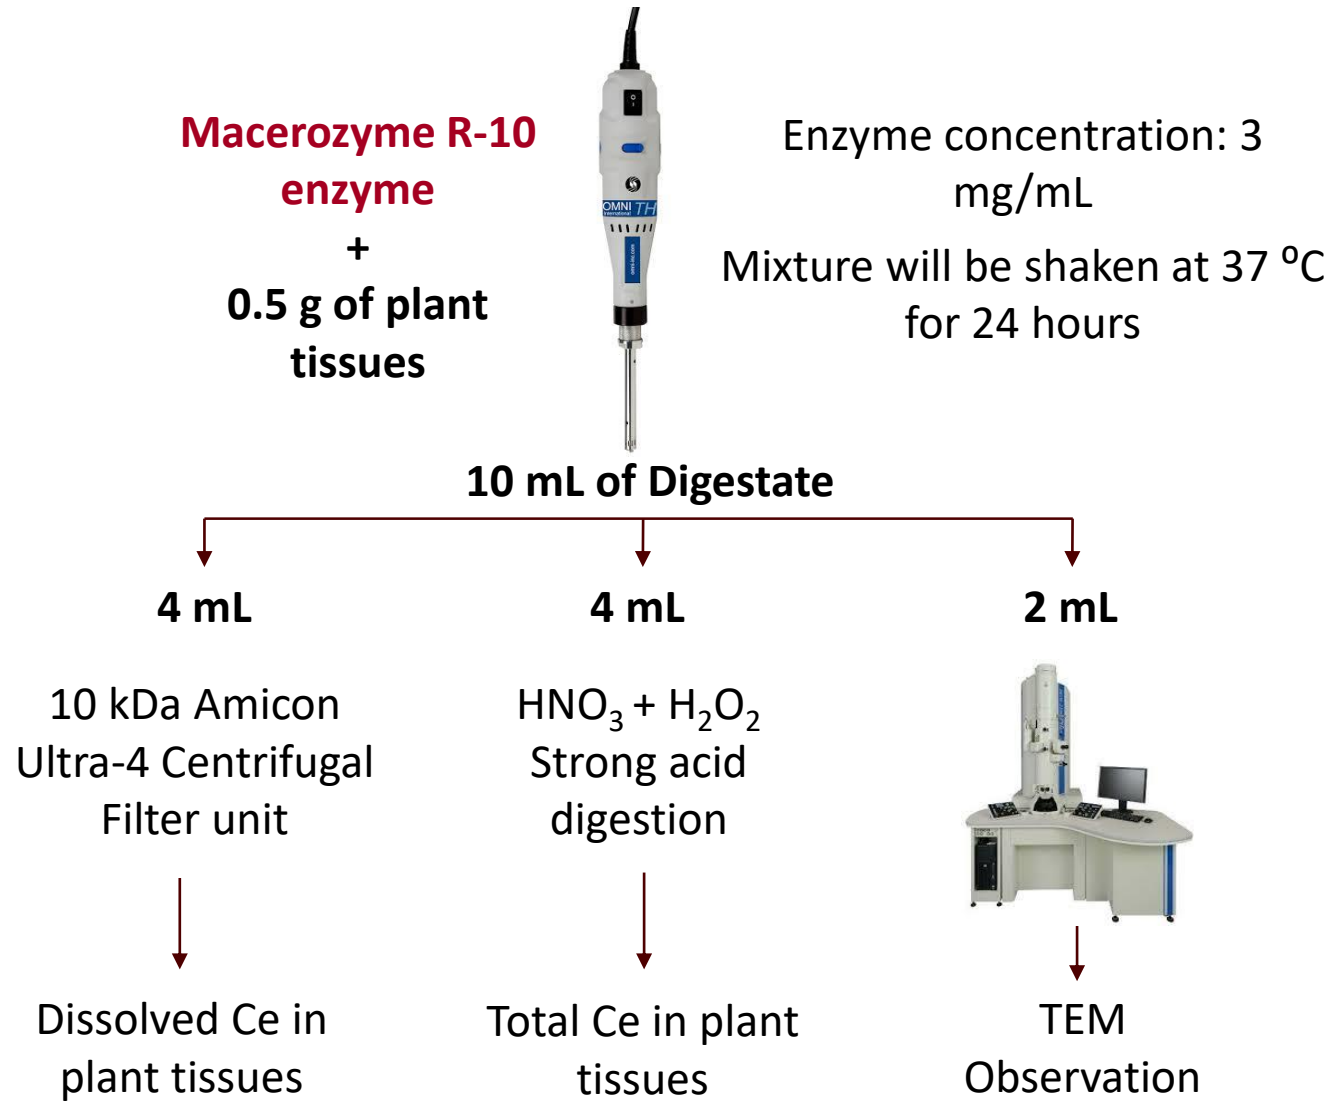 Macerozyme R-10
enzyme
+
0.5 g of plant
tissues
OMNI
International
TH
Enzyme concentration: 3
mg/mL
Mixture will be shaken at 37 ⁰C
for 24 hours
10 mL of Digestate
4 mL
4 mL
2 mL
10 kDa Amicon
Ultra-4 Centrifugal
Filter unit
HNO₃ + H₂O₂
Strong acid
digestion
Dissolved Ce in
plant tissues
Total Ce in plant
tissues
TEM
Observation